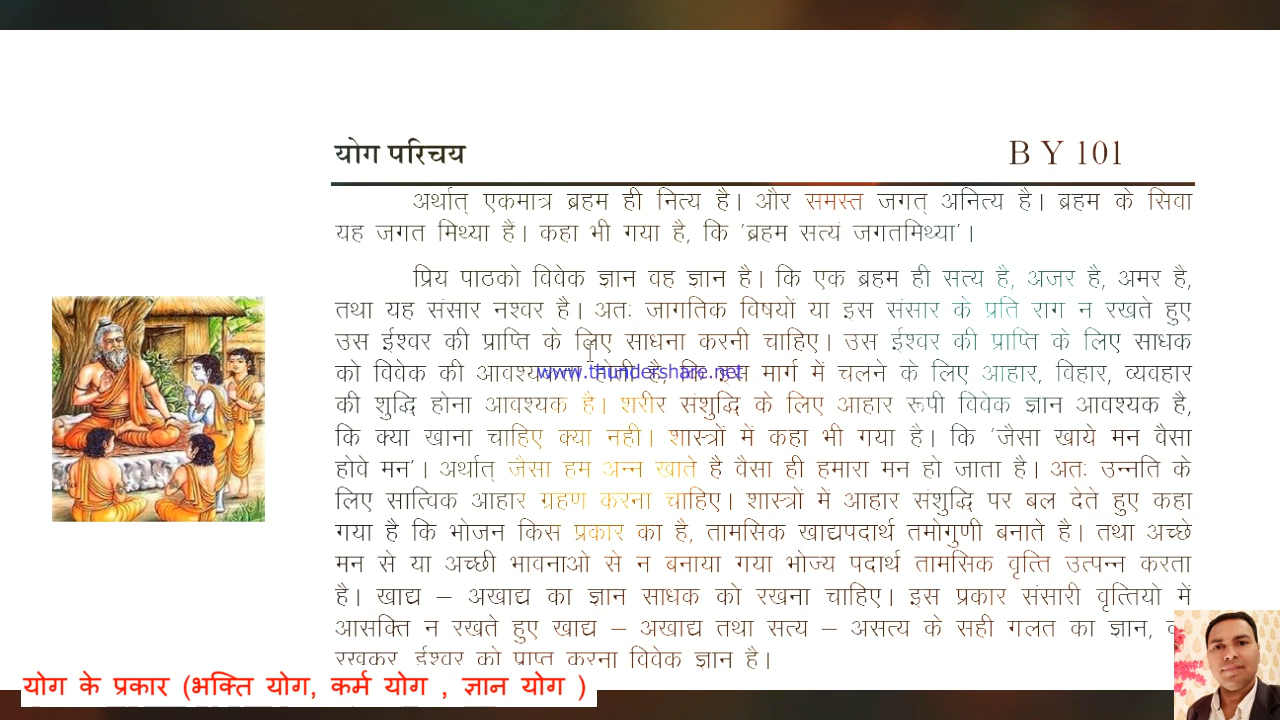 योग परिचय B Y 101
अर्थात् एकमात्र ब्रहम ही नित्य है। और समस्त जगत् अनित्य है। ब्रहम के सिवा
यह जगत मिथ्या हैं। कहा भी गया है, कि 'ब्रहम सत्यं जगतमिथ्या'।
प्रिय पाठको विवेक ज्ञान वह ज्ञान है। कि एक ब्रहम ही सत्य है, अजर है, अमर है,
तथा यह संसार नश्वर है। अतः जागतिक विषयों या इस संसार के प्रति राग न रखते हुए
उस ईश्वर की प्राप्ति के लिए साधना करनी चाहिए। उस ईश्वर की प्राप्ति के लिए साधक
को विवेक की होती है, कि इस मार्ग में चलने के लिए आहार, विहार, व्यवहार
www.thundershare.net
की शुद्धि होना आवश्यक है। शरीर संशुद्धि के लिए आहार रूपी विवेक ज्ञान आवश्यक है,
कि क्या खाना चाहिए क्या नही। शास्त्रों में कहा भी गया है। कि 'जैसा खाये मन वैसा
होवे मन'। अर्थात् जैसा हम अन्न खाते है वैसा ही हमारा मन हो जाता है। अतः उन्नति के
लिए सात्विक आहार ग्रहण करना चाहिए। शास्त्रों में आहार संशुद्धि पर बल देते हुए कहा
गया है कि भोजन किस प्रकार का है, तामसिक खाद्यपदार्थ तमोगुणी बनाते है। तथा अच्छे
मन से या अच्छी भावनाओ से न बनाया गया भोज्य पदार्थ तामसिक वृत्ति उत्पन्न करता
है। खाद्य – अखाद्य का ज्ञान साधक को रखना चाहिए। इस प्रकार संसारी वृत्तियो में
आसक्ति न रखते हुए खाद्य – अखाद्य तथा सत्य – असत्य के सही गलत का ज्ञान,
रखकर ईश्वर को प्राप्त करना विवेक ज्ञान है।
योग के प्रकार (भक्ति योग, कर्म योग , ज्ञान योग )